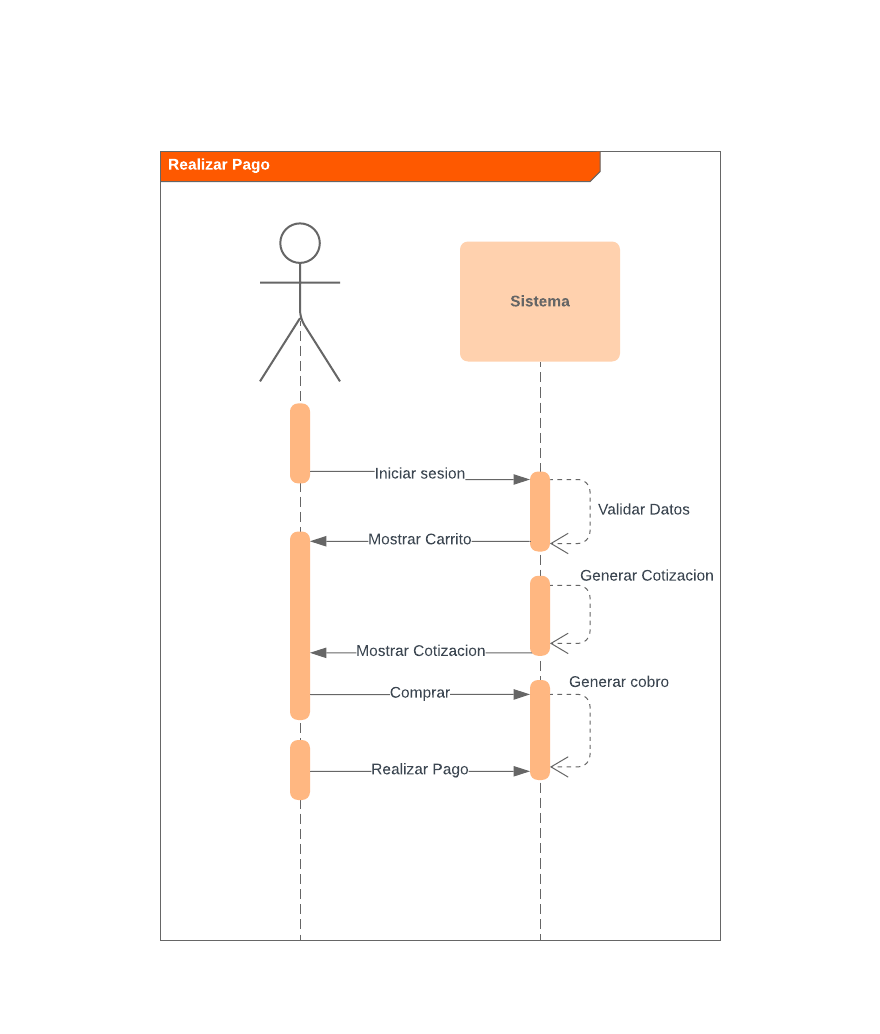 Realizar Pago
Sistema
Iniciar sesion
Validar Datos
Mostrar Carrito
Generar Cotizacion
Mostrar Cotizacion
Generar cobro
Comprar
Realizar Pago